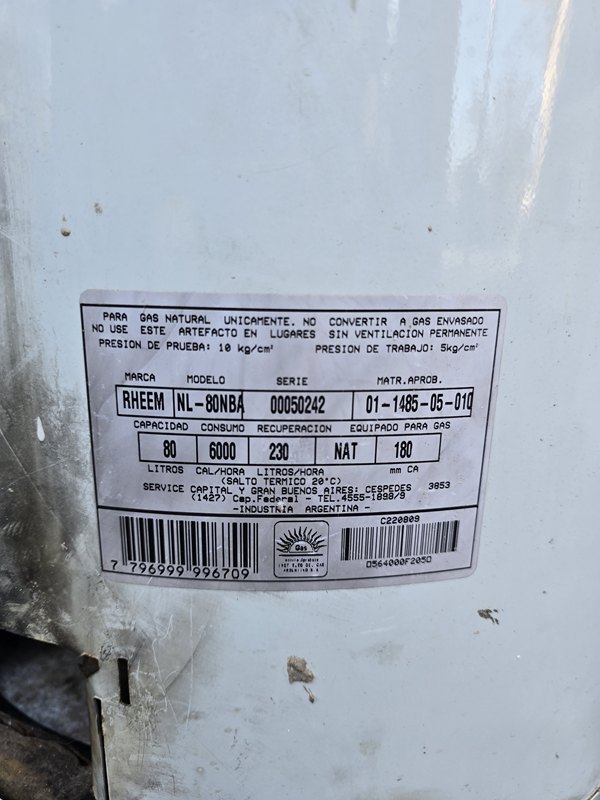 PARA GAS NATURAL UNICAMENTE. NO CONVERTIR A GAS ENVASADO
NO USE ESTE ARTEFACTO EN LUGARES SIN VENTILACION PERMANENTE
PRESION DE PRUEBA: 10 kg/cm² PRESION DE TRABAJO: 5kg/cm²
MARCA MODELO SERIE MATR.APROB.
RHEEM NL-80NBA 00050242 01-1485-05-010
CAPACIDAD CONSUMO RECUPERACION EQUIPADO PARA GAS
80 6000 230 NAT 180
LITROS CAL/HORA LITROS/HORA mm CA
(SALTO TERMICO 20°C)
SERVICE CAPITAL Y GRAN BUENOS AIRES: CESPEDES 3853
(1427) Cap.Federal - TEL.4555-1898/9
-INDUSTRIA ARGENTINA -
C220809
Gas
7 796999 996709
D564000F205D